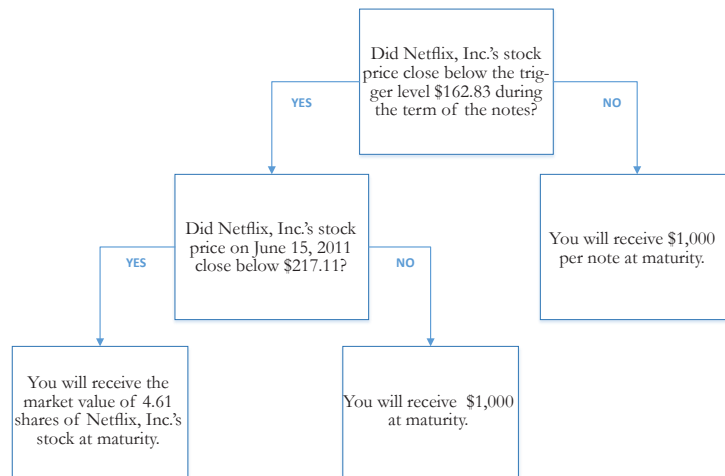 Did Netflix, Inc.'s stock
price close below the trig-
ger level $162.83 during
the term of the notes?
YES
NO
Did Netflix, Inc.'s stock
price on June 15, 2011
close below $217.11?
You will receive $1,000
per note at maturity.
YES
NO
You will receive the
market value of 4.61
shares of Netflix, Inc.'s
stock at maturity.
You will receive $1,000
at maturity.